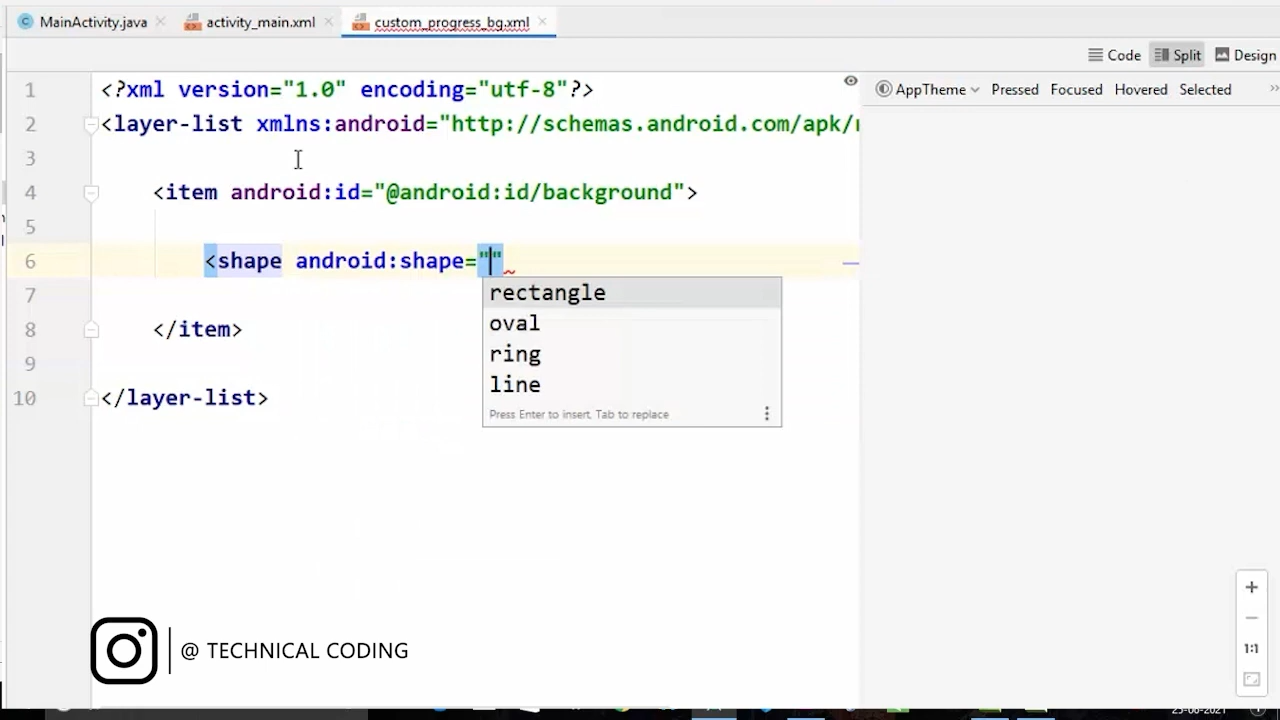 MainActivity.java
activity_main.xml
custom_progress_bg.xml
Code
Split
Design
AppTheme
Pressed
Focused
Hovered
Selected
1 <?xml version="1.0" encoding="utf-8"?>
2 <layer-list xmlns:android="http://schemas.android.com/apk/
3
4 <item android:id="@android:id/background">
5
6 <shape android:shape=""
7
8 </item>
9
10 </layer-list>
rectangle
oval
ring
line
Press Enter to insert, Tab to replace
1:1
@ TECHNICAL CODING